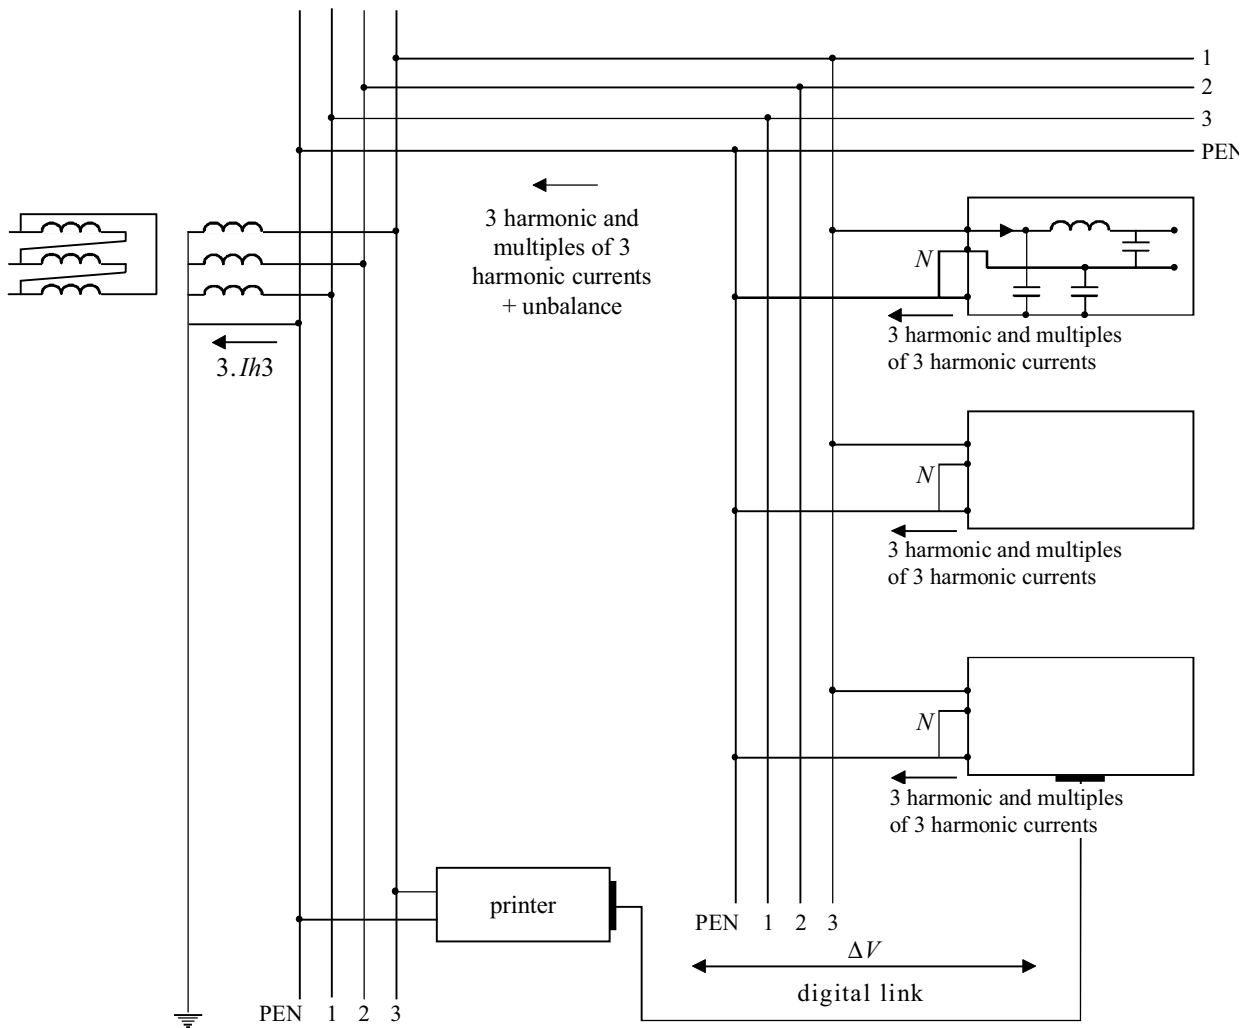 1
2
3
PEN
3 harmonic and
multiples of 3
harmonic currents
+ unbalance
N
3 harmonic and multiples
of 3 harmonic currents
3.Ih3
N
3 harmonic and multiples
of 3 harmonic currents
N
3 harmonic and multiples
of 3 harmonic currents
printer
PEN 1 2 3
ΔV
digital link
PEN 1 2 3